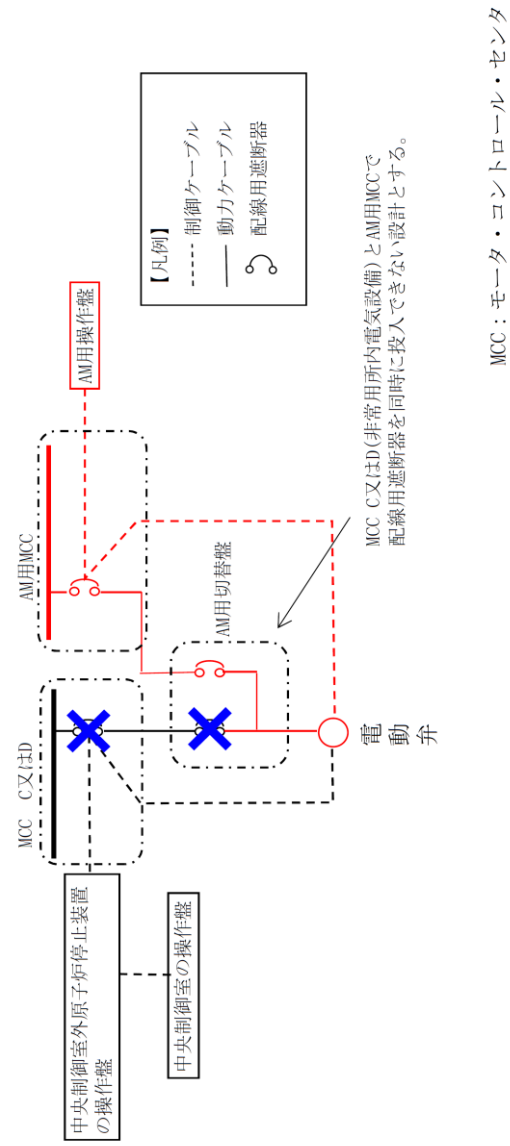 中央制御室外原子炉停止装置
の操作盤
中央制御室の操作盤
MCC C又はD
AM用MCC
AM用操作盤
AM用切替盤
電
動
弁
【凡例】
制御ケーブル
動力ケーブル
配線用遮断器
MCC C又はD(非常用所内電気設備)とAM用MCCで
配線用遮断器を同時に投入できない設計とする。
MCC：モータ・コントロール・センタ